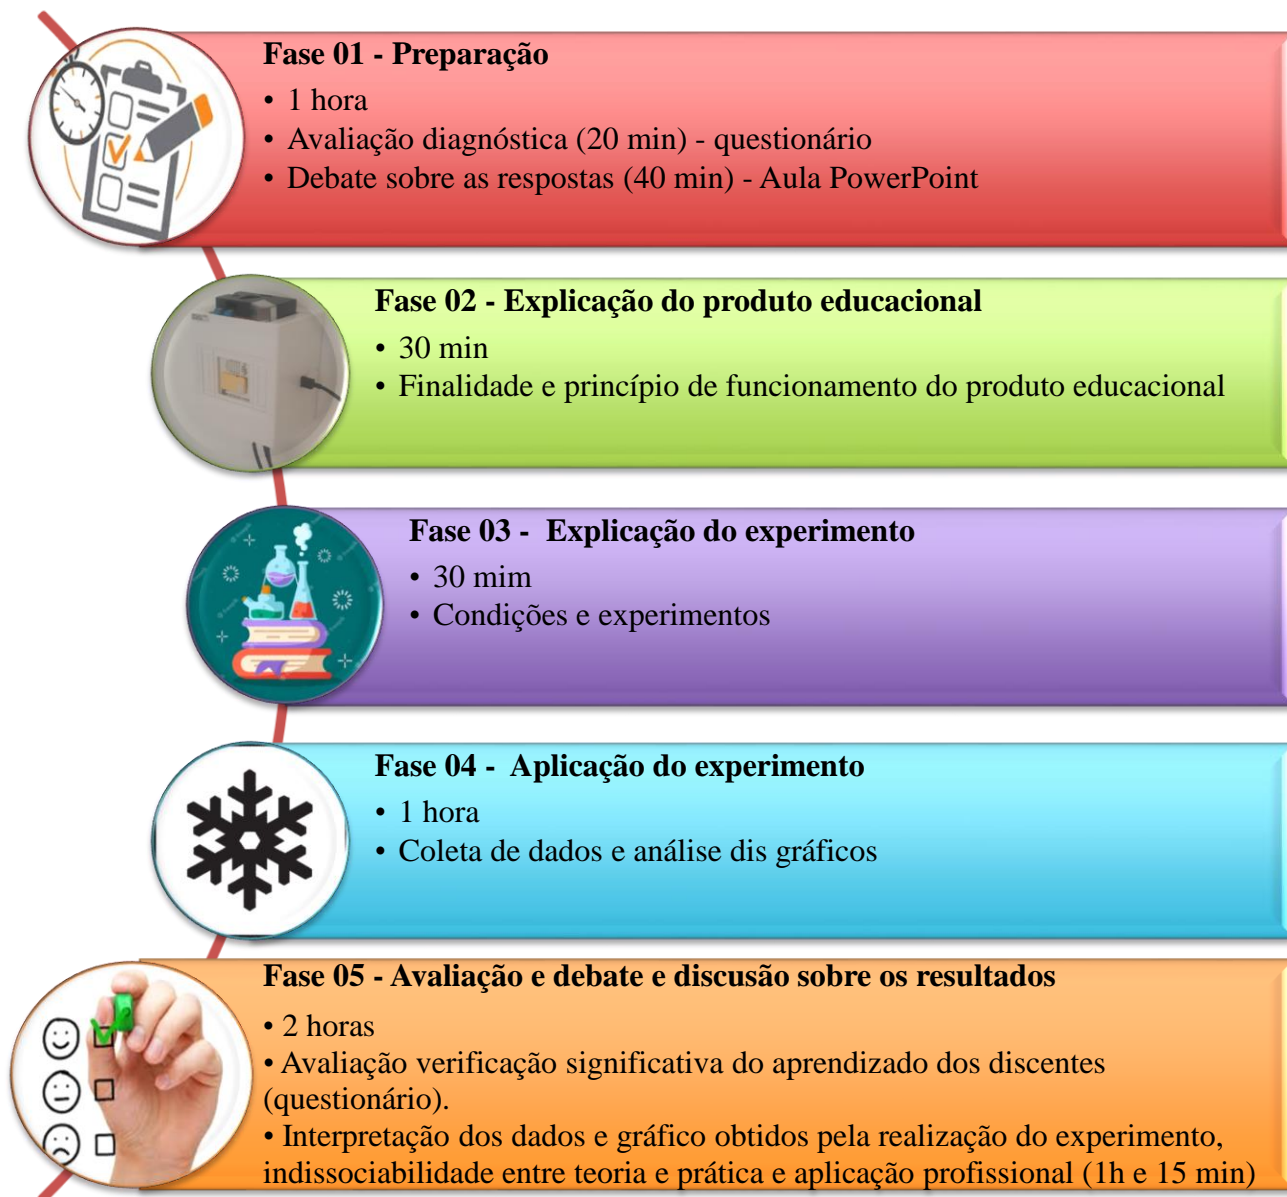 Fase 01 - Preparação
• 1 hora
• Avaliação diagnóstica (20 min) - questionário
• Debate sobre as respostas (40 min) - Aula PowerPoint
Fase 02 - Explicação do produto educacional
• 30 min
• Finalidade e princípio de funcionamento do produto educacional
Fase 03 - Explicação do experimento
• 30 mim
• Condições e experimentos
Fase 04 - Aplicação do experimento
• 1 hora
• Coleta de dados e análise dis gráficos
Fase 05 - Avaliação e debate e discusão sobre os resultados
• 2 horas
• Avaliação verificação significativa do aprendizado dos discentes
(questionário).
• Interpretação dos dados e gráfico obtidos pela realização do experimento,
indissociabilidade entre teoria e prática e aplicação profissional (1h e 15 min)